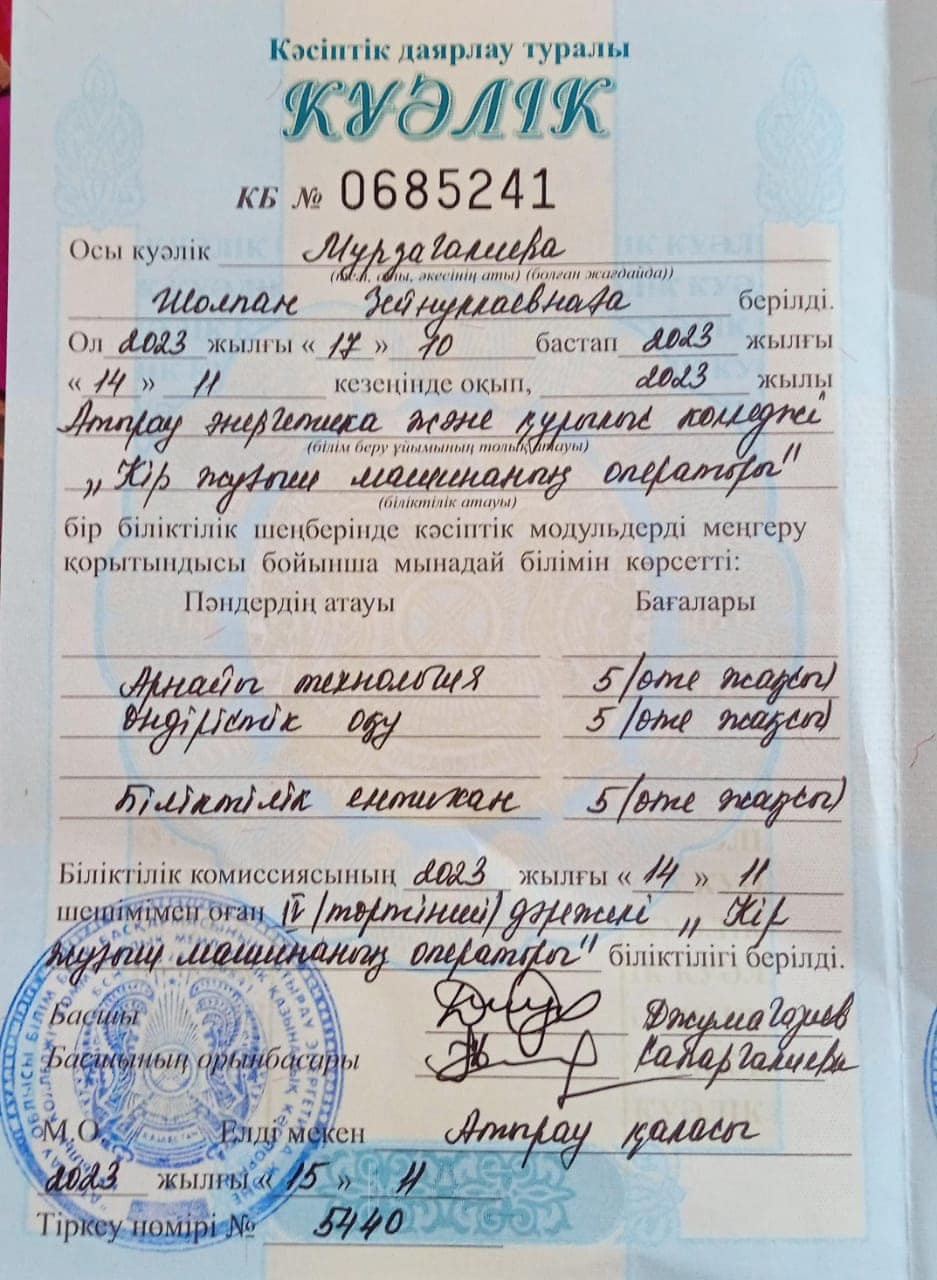 Кәсіптік даярлау туралы
КУӘЛІК
КБ № 0685241
Осы куәлік Мурзагалиева
(тегі, аты, әкесінің аты) (болған жағдайда))
Шолпан Зейнуллаевнаға берілді.
Ол 2023 жылғы « 17 » 10 бастап 2023 жылғы
« 14 » 11 кезеңінде оқып, 2023 жылы
Атырау энергетика және құрылыс колледжі
(білім беру ұйымының толық атауы)
„Кір жуғыш машинаның операторы"
(біліктілік атауы)
бір біліктілік шеңберінде кәсіптік модульдерді меңгеру
қорытындысы бойынша мынадай білімін көрсетті:
Пәндердің атауы Бағалары
Арнайы технология 5 (өте жақсы)
Өндірістік оқу 5 (өте жақсы)
Біліктілік емтихан 5 (өте жақсы)
Біліктілік комиссиясының 2023 жылғы « 14 » 11
шешімімен оған IV (төртінші) дәрежелі „Кір
жуғыш машинаның операторы" біліктілігі берілді.
Басшы Джумагазиев
Басшының орынбасары Сапаргалиева
М.О. Елді мекен Атырау қаласы
2023 жылғы « 15 » 11
Тіркеу нөмірі № 5440